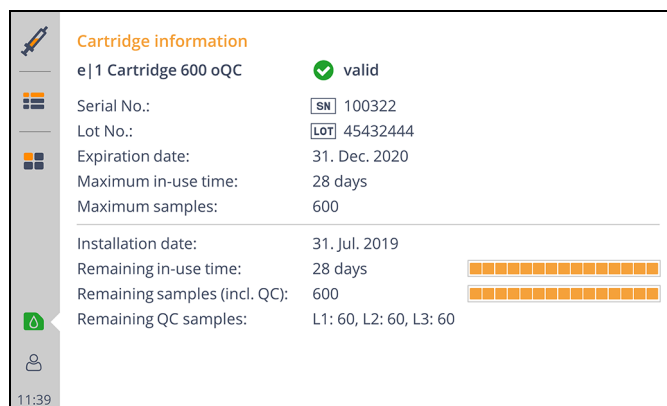 Cartridge information
e|1 Cartridge 600 oQC valid
Serial No.: SN 100322
Lot No.: LOT 45432444
Expiration date: 31. Dec. 2020
Maximum in-use time: 28 days
Maximum samples: 600
Installation date: 31. Jul. 2019
Remaining in-use time: 28 days
Remaining samples (incl. QC): 600
Remaining QC samples: L1: 60, L2: 60, L3: 60
11:39